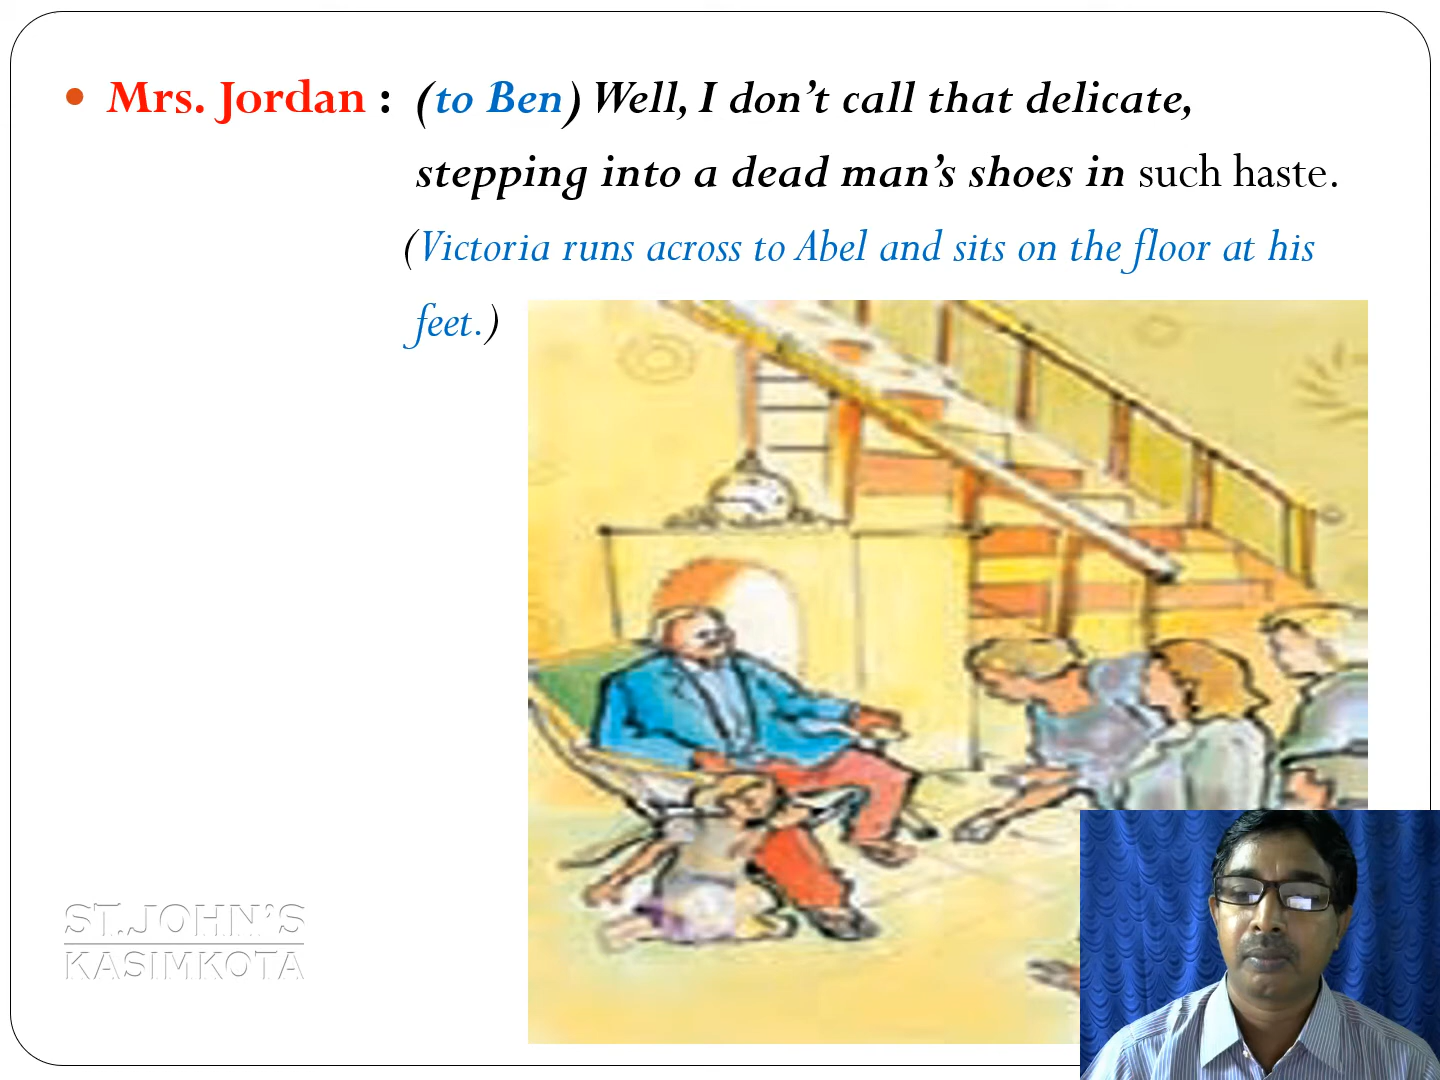 Mrs. Jordan : (to Ben) Well, I don’t call that delicate,
stepping into a dead man’s shoes in such haste.
(Victoria runs across to Abel and sits on the floor at his
feet.)
ST.JOHN’S
KASIMKOTA